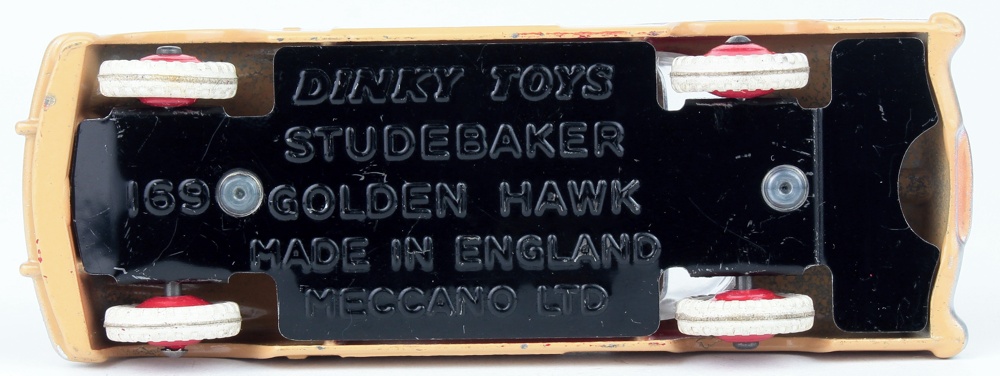 DINKY TOYS
STUDEBAKER
169 GOLDEN HAWK
MADE IN ENGLAND
MECCANO LTD